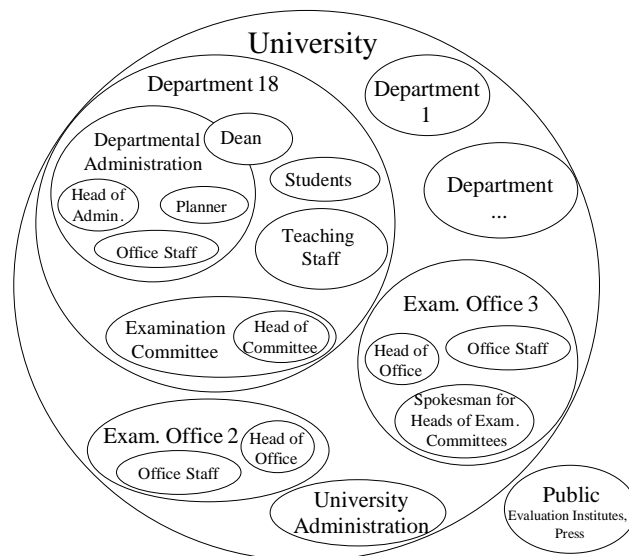 University
Department 18
Department
1
Departmental
Administration
Dean
Students
Department
...
Head of
Admin.
Planner
Office Staff
Teaching
Staff
Exam. Office 3
Examination
Committee
Head of
Committee
Head of
Office
Office Staff
Spokesman for
Heads of Exam.
Committees
Exam. Office 2
Head of
Office
Office Staff
University
Administration
Public
Evaluation Institutes,
Press